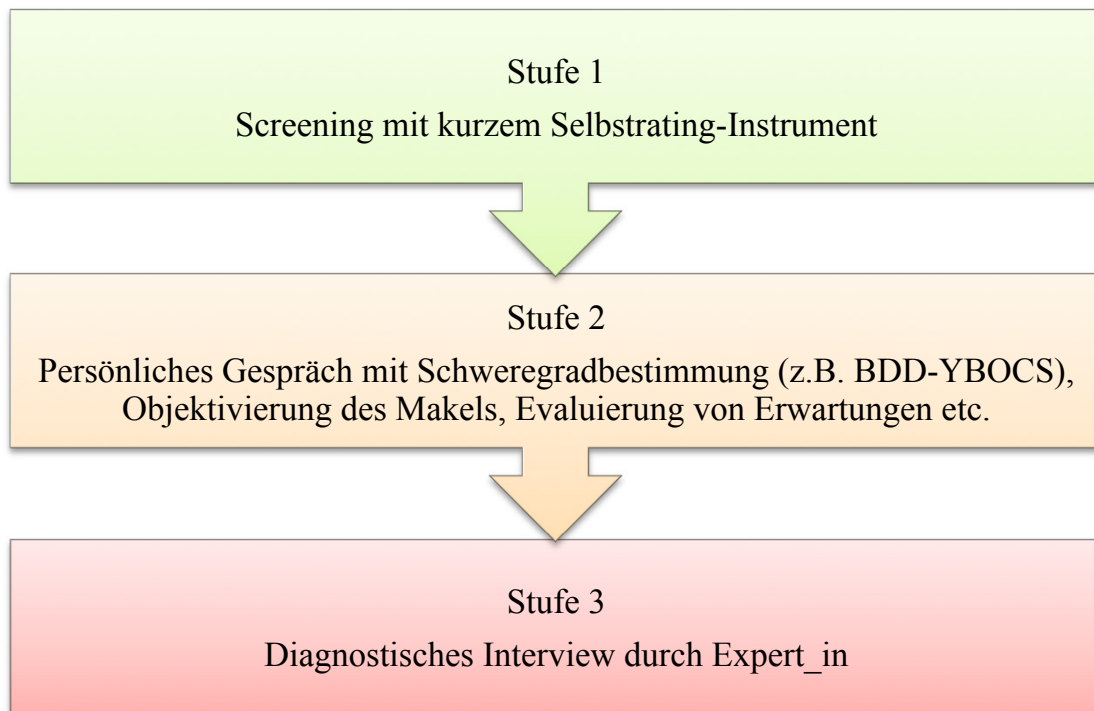 Stufe 1
Screening mit kurzem Selbstrating-Instrument
Stufe 2
Persönliches Gespräch mit Schweregradbestimmung (z.B. BDD-YBOCS),
Objektivierung des Makels, Evaluierung von Erwartungen etc.
Stufe 3
Diagnostisches Interview durch Expert_in